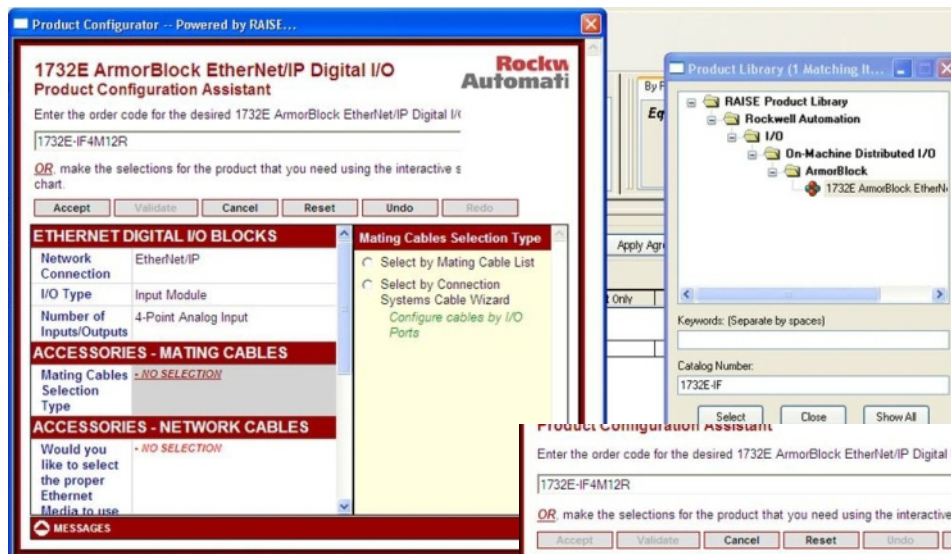 Product Configurator -- Powered by RAISE...
1732E ArmorBlock EtherNet/IP Digital I/O
Product Configuration Assistant
Rockw
Automati
Enter the order code for the desired 1732E ArmorBlock EtherNet/IP Digital I/
1732E-IF4M12R
OR, make the selections for the product that you need using the interactive s
chart.
Accept Validate Cancel Reset Undo Redo
ETHERNET DIGITAL I/O BLOCKS
Network Connection EtherNet/IP
I/O Type Input Module
Number of Inputs/Outputs 4-Point Analog Input
ACCESSORIES - MATING CABLES
Mating Cables Selection Type - NO SELECTION
ACCESSORIES - NETWORK CABLES
Would you like to select the proper Ethernet Media to use - NO SELECTION
MESSAGES
Mating Cables Selection Type
Select by Mating Cable List
Select by Connection
Systems Cable Wizard
Configure cables by I/O
Ports
By
Eq
Apply Agr
Only
Product Library (1 Matching It...
RAISE Product Library
Rockwell Automation
I/O
On-Machine Distributed I/O
ArmorBlock
1732E ArmorBlock EtherN
Keywords: (Separate by spaces)
Catalog Number:
1732E-IF
Select Close Show All
Product Configuration Assistant
Enter the order code for the desired 1732E ArmorBlock EtherNet/IP Digital
1732E-IF4M12R
OR, make the selections for the product that you need using the interactive
Accept Validate Cancel Reset Undo